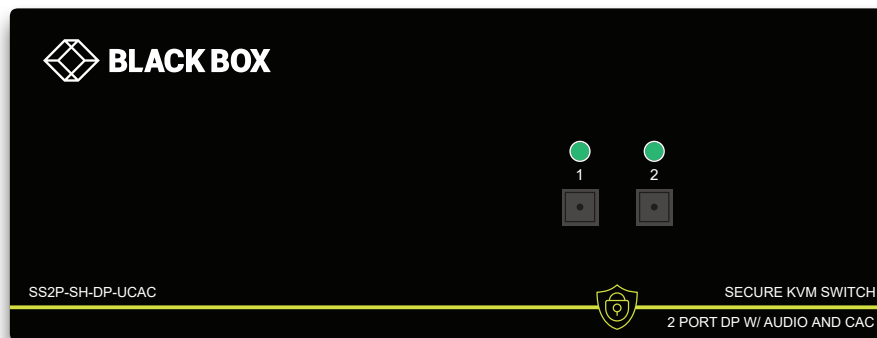 BLACK BOX
1 2
SS2P-SH-DP-UCAC
SECURE KVM SWITCH
2 PORT DP W/ AUDIO AND CAC